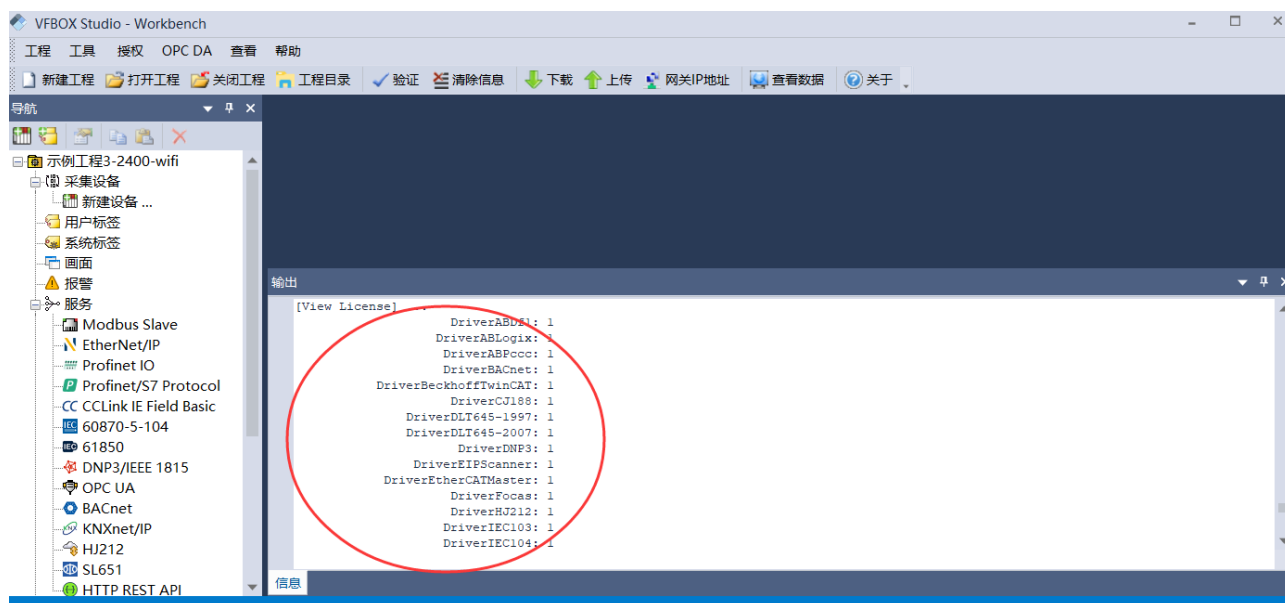 VFBOX Studio - Workbench
工程 工具 授权 OPC DA 查看 帮助
新建工程 打开工程 关闭工程 工程目录 验证 清除信息 下载 上传 网关IP地址 查看数据 关于
导航
示例工程3-2400-wifi
采集设备
新建设备 ...
用户标签
系统标签
画面
报警
服务
Modbus Slave
EtherNet/IP
Profinet IO
Profinet/S7 Protocol
CC CCLink IE Field Basic
IEC 60870-5-104
IEC 61850
DNP3/IEEE 1815
OPC UA
BACnet
KNX KNXnet/IP
HJ212
SL651
HTTP REST API
输出
[View License]
DriverABDF1: 1
DriverABLogix: 1
DriverABPccc: 1
DriverBACnet: 1
DriverBeckhoffTwinCAT: 1
DriverCJ188: 1
DriverDLT645-1997: 1
DriverDLT645-2007: 1
DriverDNP3: 1
DriverEIPScanner: 1
DriverEtherCATMaster: 1
DriverFocas: 1
DriverHJ212: 1
DriverIEC103: 1
DriverIEC104: 1
信息